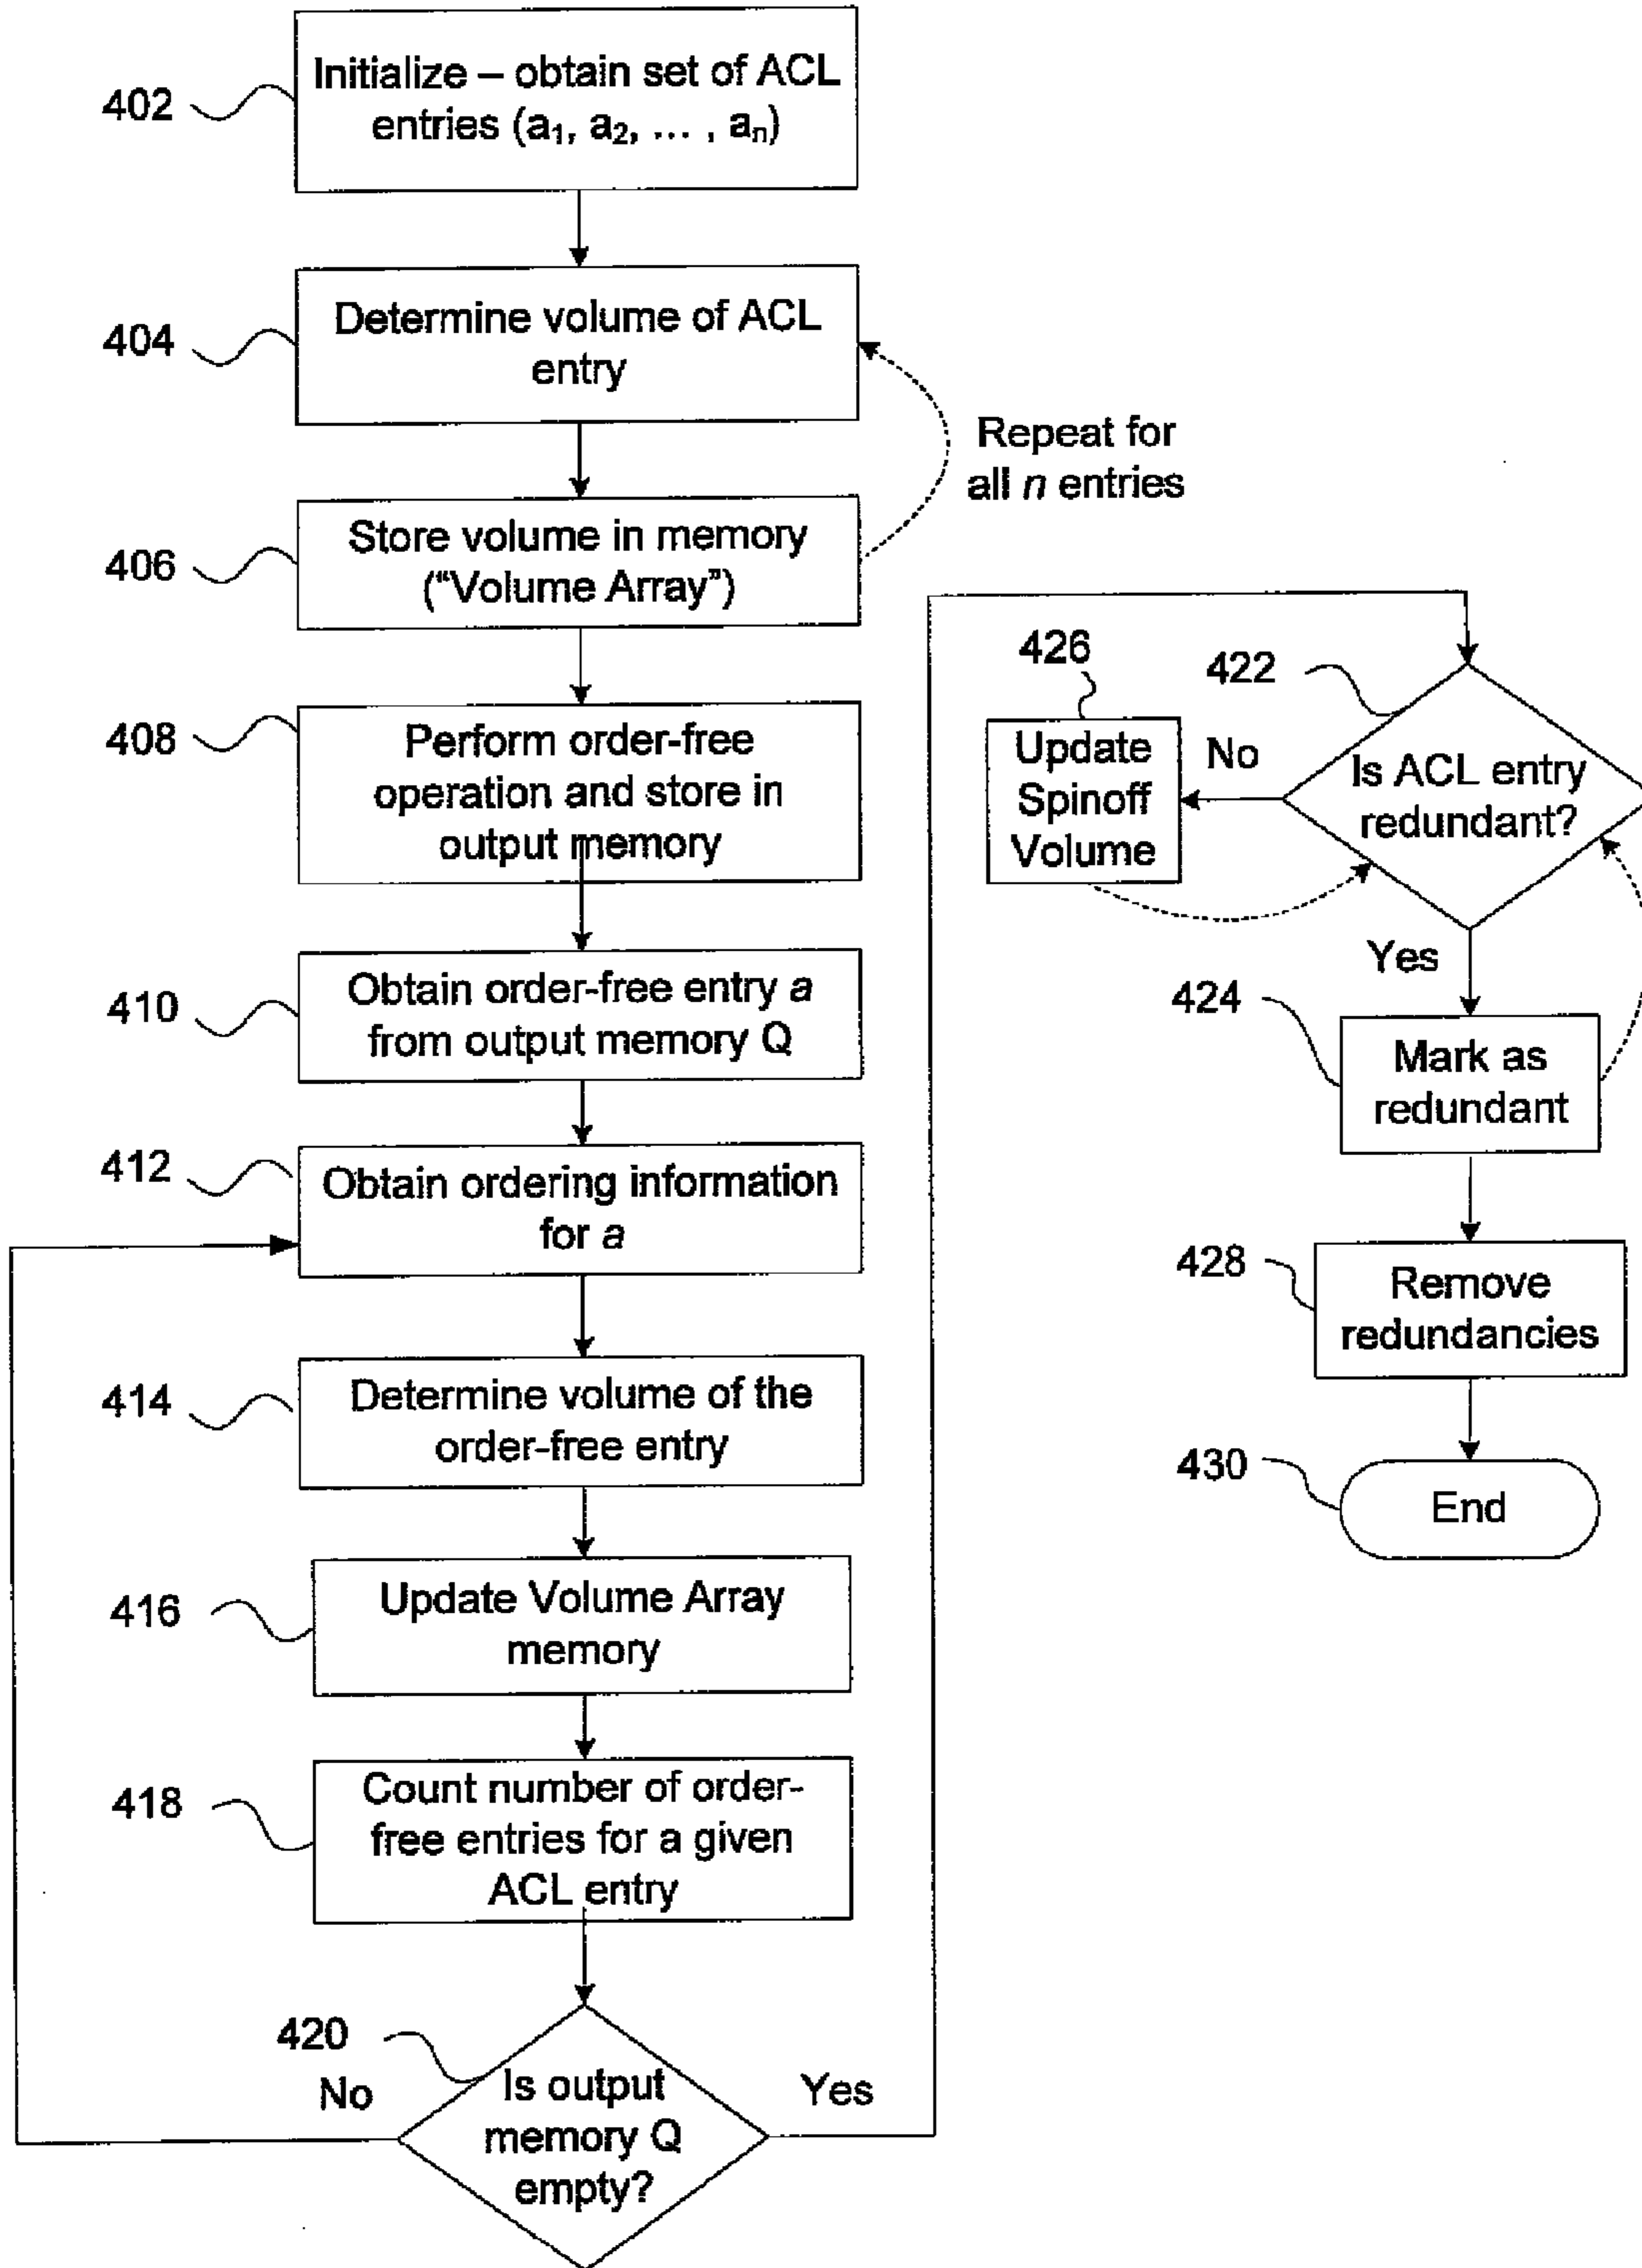 402
Initialize – obtain set of ACL
entries (a₁, a₂, ... , aₙ)
404
Determine volume of ACL
entry
Repeat for
all n entries
406
Store volume in memory
(“Volume Array”)
408
Perform order-free
operation and store in
output memory
410
Obtain order-free entry a
from output memory Q
412
Obtain ordering information
for a
414
Determine volume of the
order-free entry
416
Update Volume Array
memory
418
Count number of order-
free entries for a given
ACL entry
420
Is output
memory Q
empty?
No
Yes
422
Is ACL entry
redundant?
No
426
Update
Spinoff
Volume
Yes
424
Mark as
redundant
428
Remove
redundancies
430
End